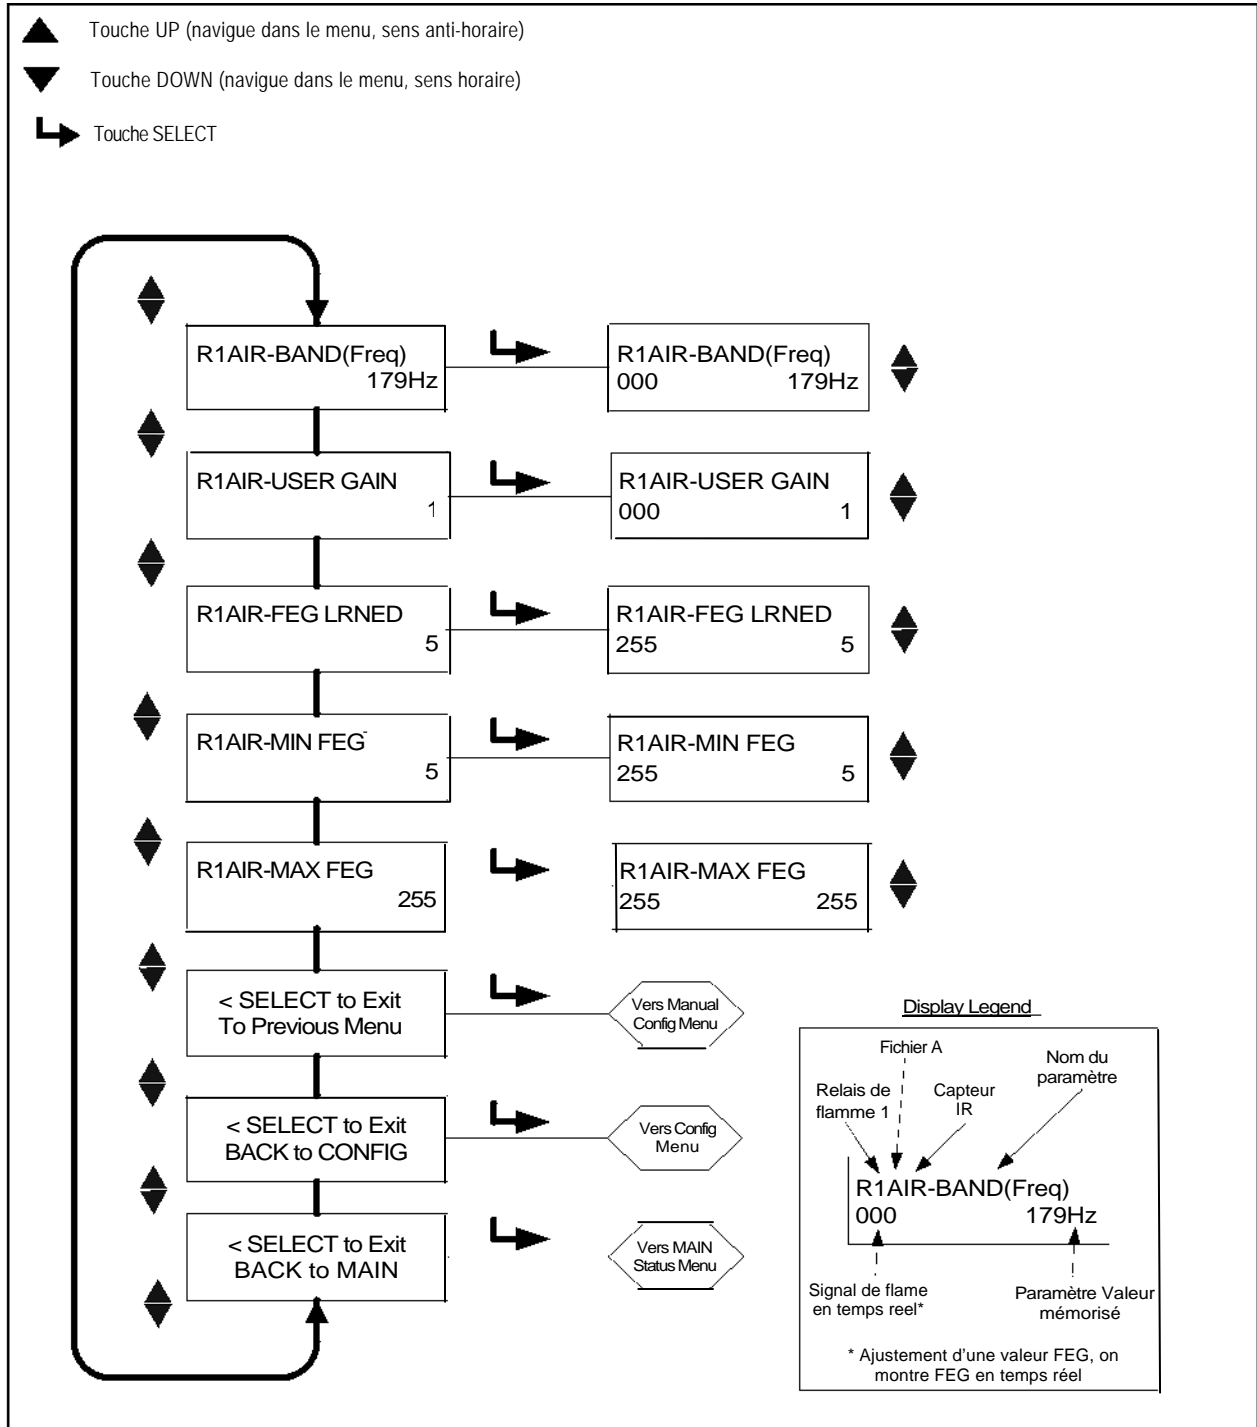 Touche UP (navigue dans le menu, sens anti-horaire)
Touche DOWN (navigue dans le menu, sens horaire)
Touche SELECT
R1AIR-BAND(Freq)
179Hz
R1AIR-BAND(Freq)
000 179Hz
R1AIR-USER GAIN
1
R1AIR-USER GAIN
000 1
R1AIR-FEG LRNED
5
R1AIR-FEG LRNED
255 5
R1AIR-MIN FEG
5
R1AIR-MIN FEG
255 5
R1AIR-MAX FEG
255
R1AIR-MAX FEG
255 255
< SELECT to Exit
To Previous Menu
Vers Manual
Config Menu
< SELECT to Exit
BACK to CONFIG
Vers Config
Menu
< SELECT to Exit
BACK to MAIN
Vers MAIN
Status Menu
Display Legend
Fichier A
Nom du
paramètre
Relais de
flamme 1
Capteur
IR
R1AIR-BAND(Freq)
000 179Hz
Signal de flame
en temps reel*
Paramètre Valeur
mémorisé
* Ajustement d'une valeur FEG, on
montre FEG en temps réel